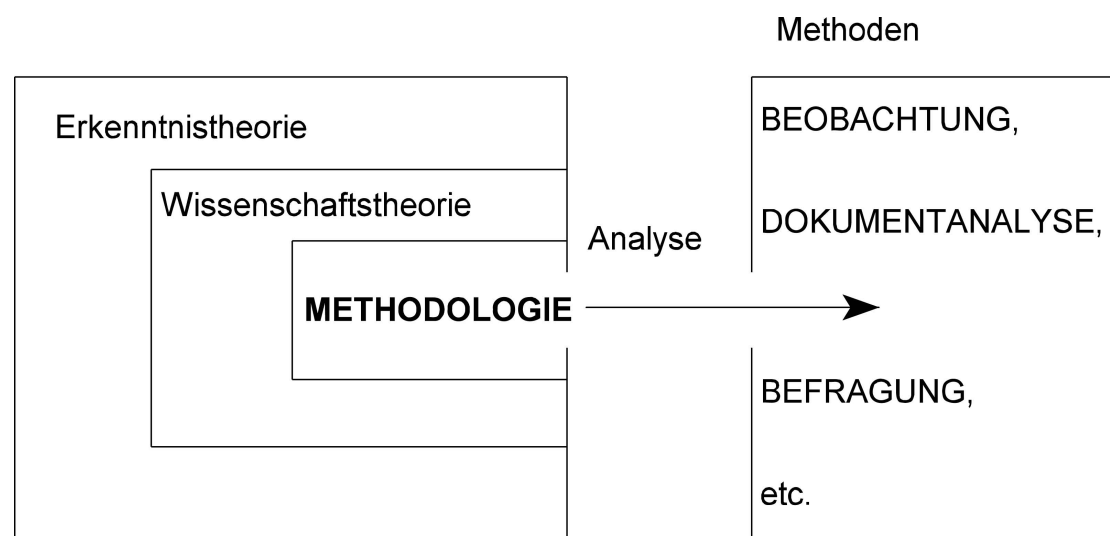 Methoden
Erkenntnistheorie
Wissenschaftstheorie
METHODOLOGIE
Analyse
BEOBACHTUNG,
DOKUMENTANALYSE,
BEFRAGUNG,
etc.